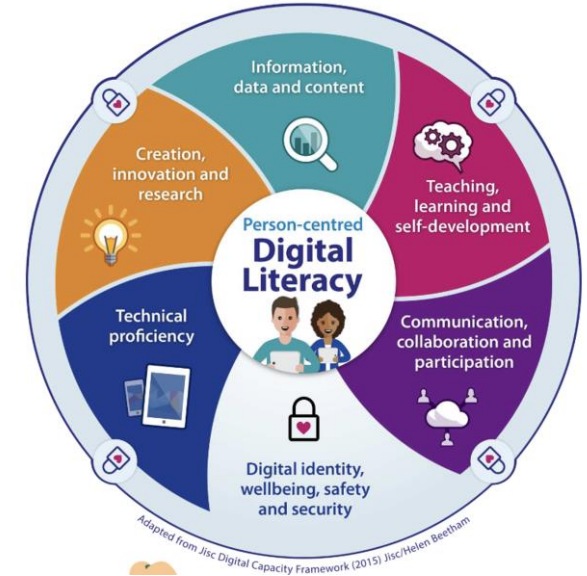 Information,
data and content
Teaching,
learning and
self-development
Communication,
collaboration and
participation
Digital identity,
wellbeing, safety
and security
Technical
proficiency
Creation,
innovation and
research
Person-centred
Digital
Literacy
Adapted from Jisc Digital Capacity Framework (2015) Jisc/Helen Beetham